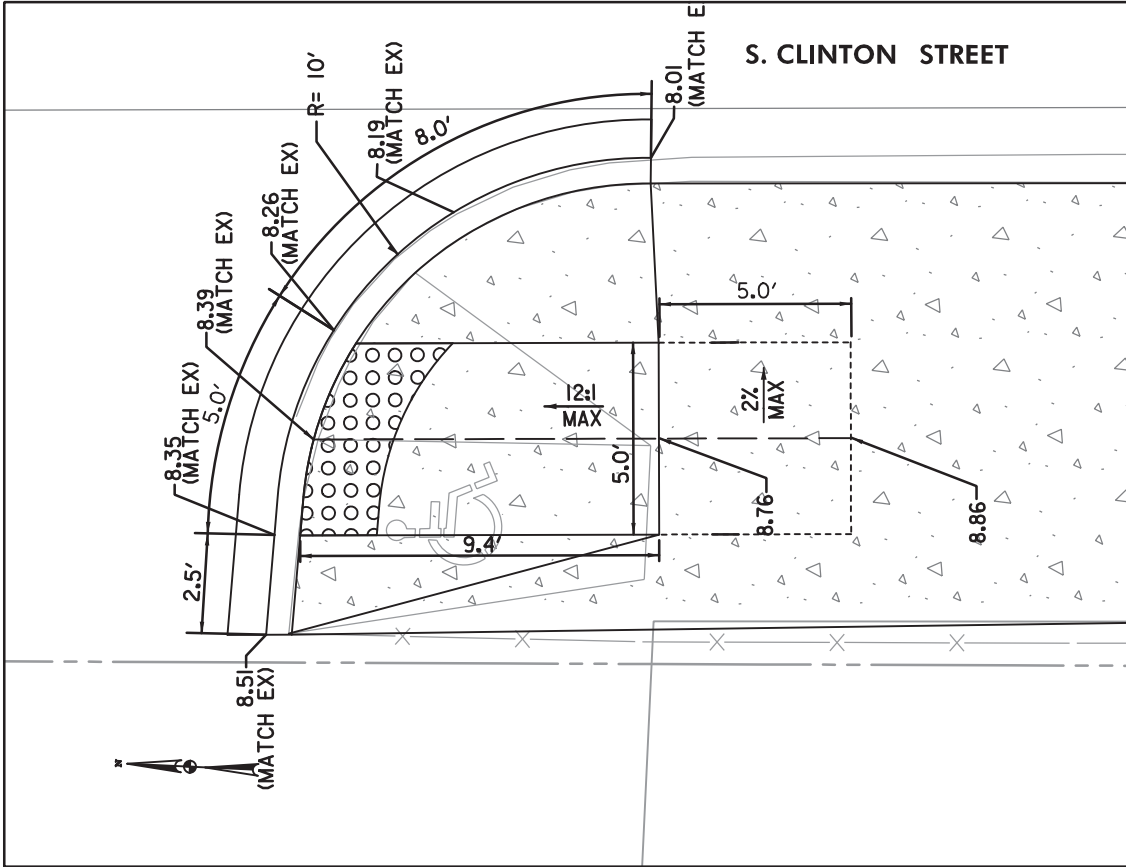 S. CLINTON STREET
8.01
(MATCH E
R= 10'
8.19
(MATCH EX)
8.0'
8.26
(MATCH EX)
8.39
(MATCH EX)
8.35
(MATCH EX)
5.0'
2.5'
8.51
(MATCH EX)
5.0'
12:1
MAX
2%
MAX
5.0'
9.4'
8.76
8.86
N